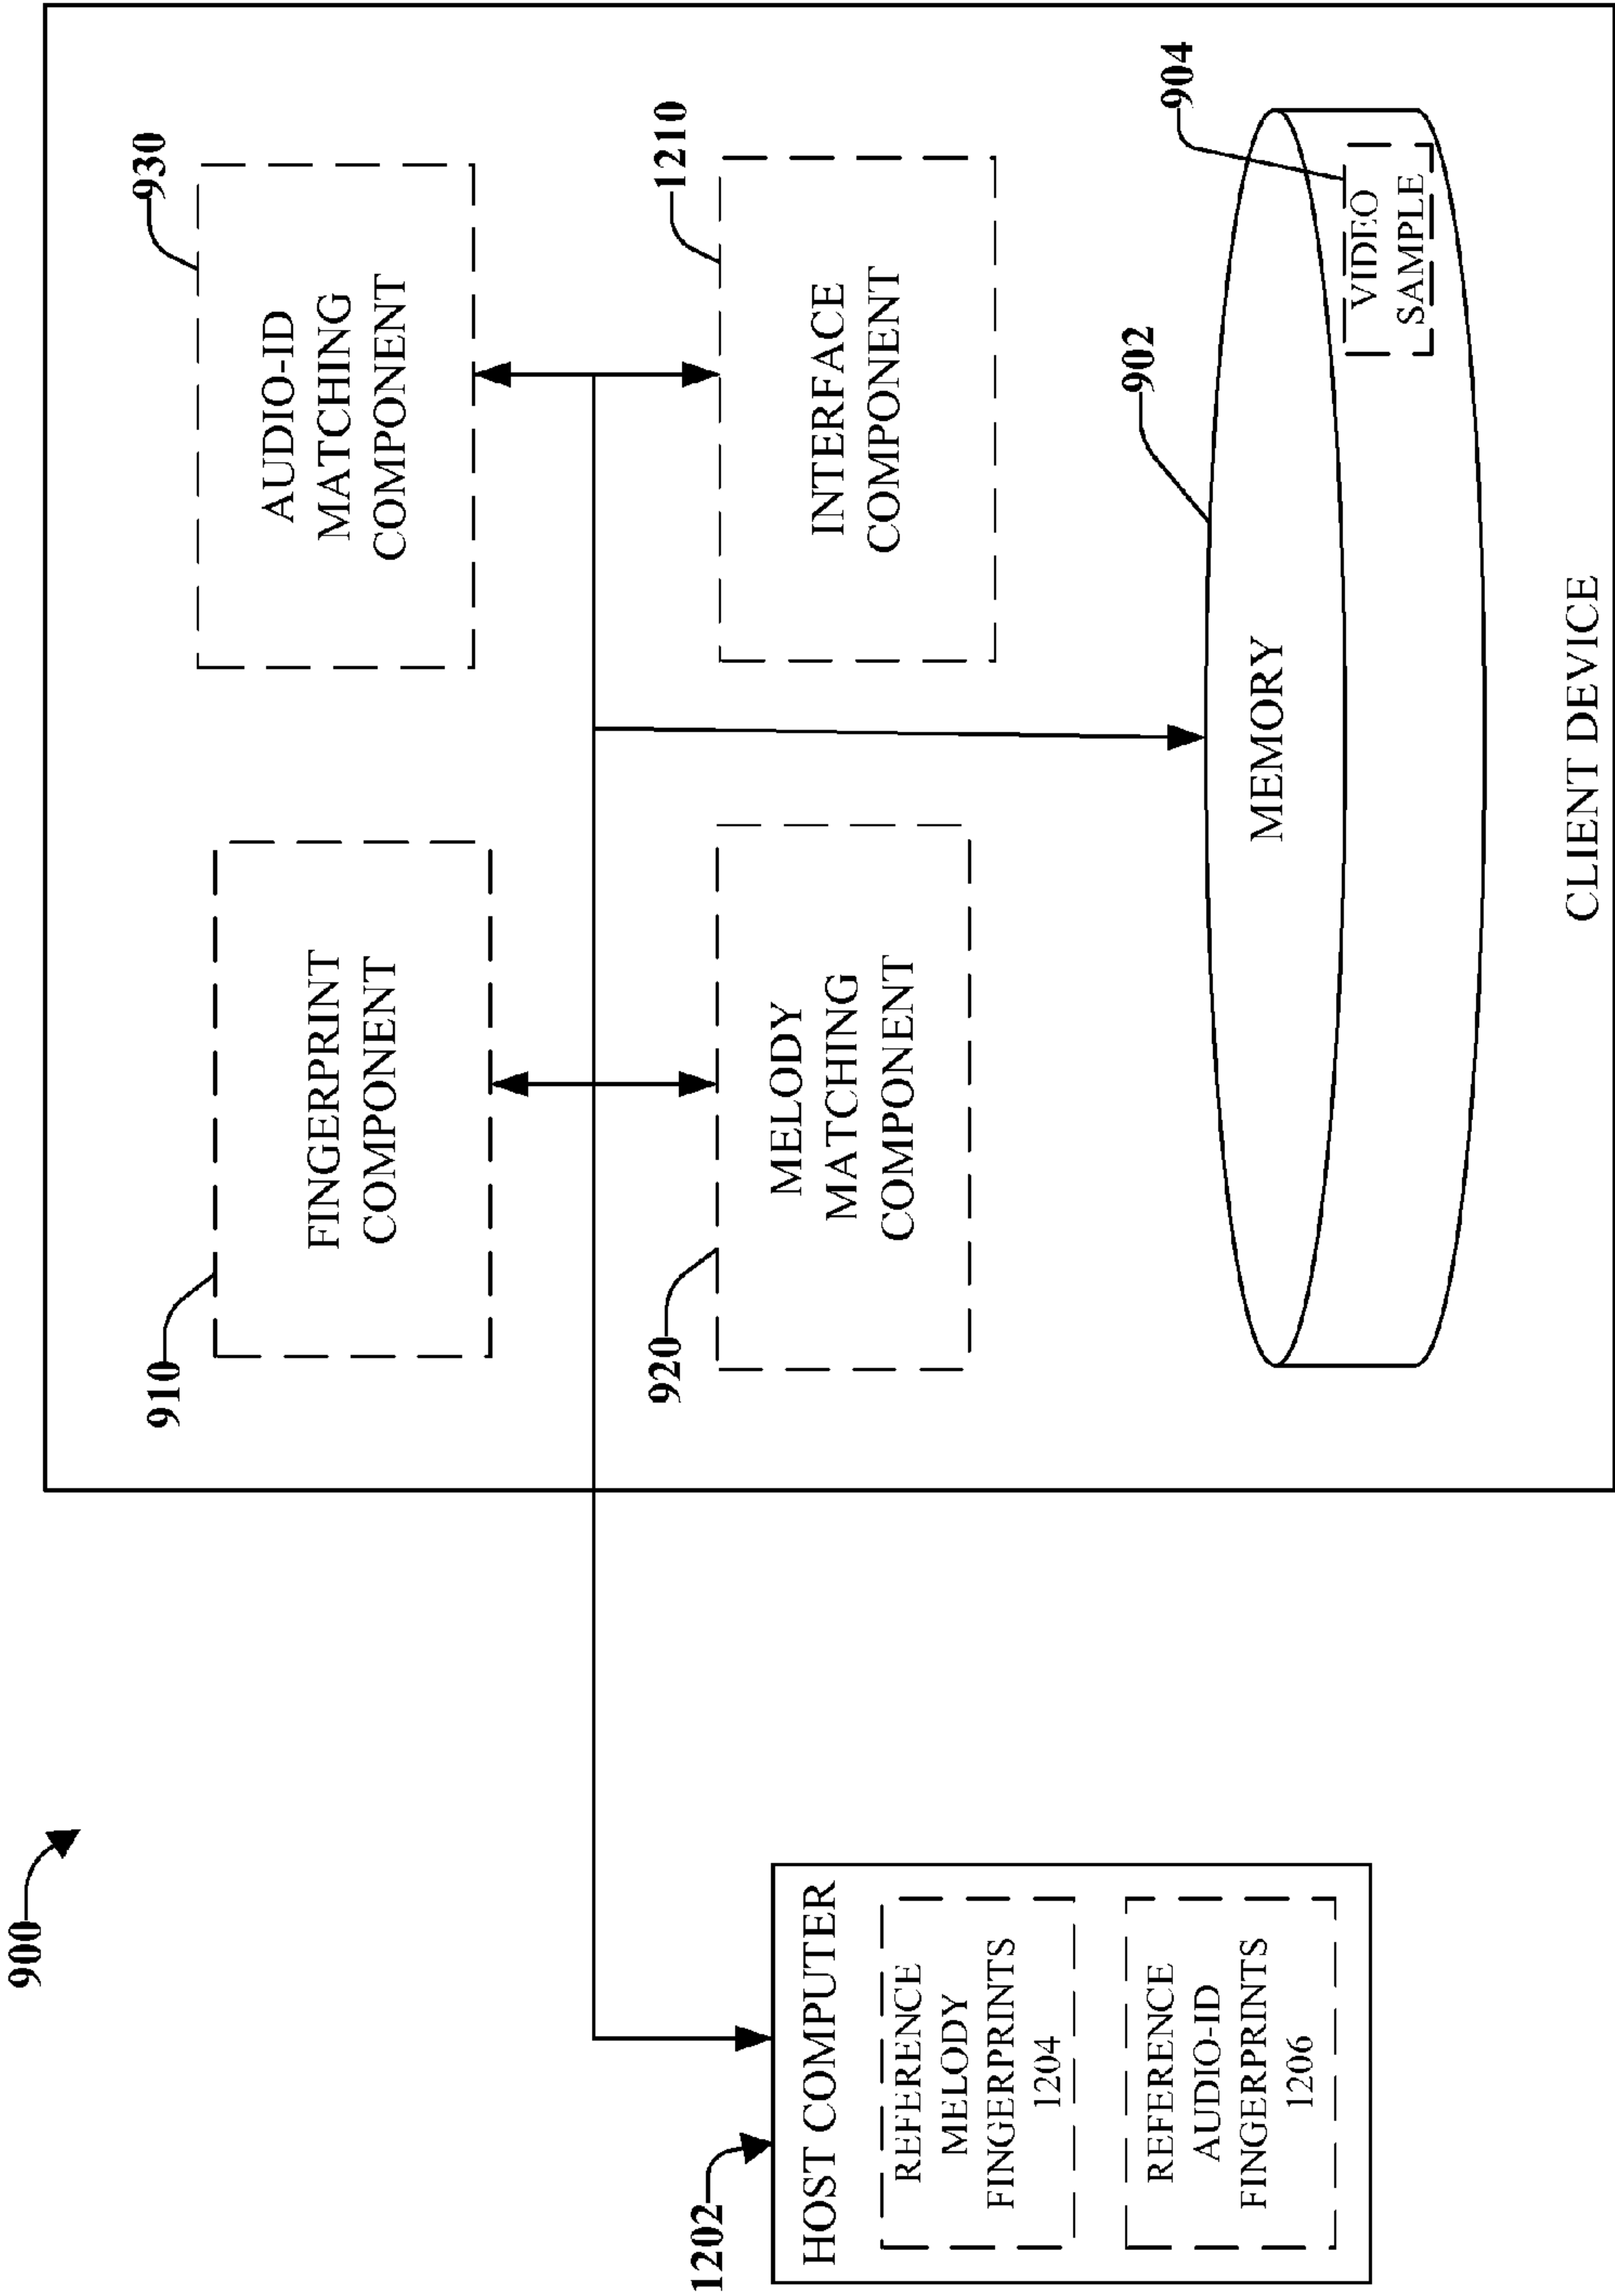 900
1202
HOST COMPUTER
REFERENCE
MELODY
FINGERPRINTS
1204
REFERENCE
AUDIO-ID
FINGERPRINTS
1206
910
FINGERPRINT
COMPONENT
930
AUDIO-ID
MATCHING
COMPONENT
920
MELODY
MATCHING
COMPONENT
1210
INTERFACE
COMPONENT
902
MEMORY
904
VIDEO
SAMPLE
CLIENT DEVICE